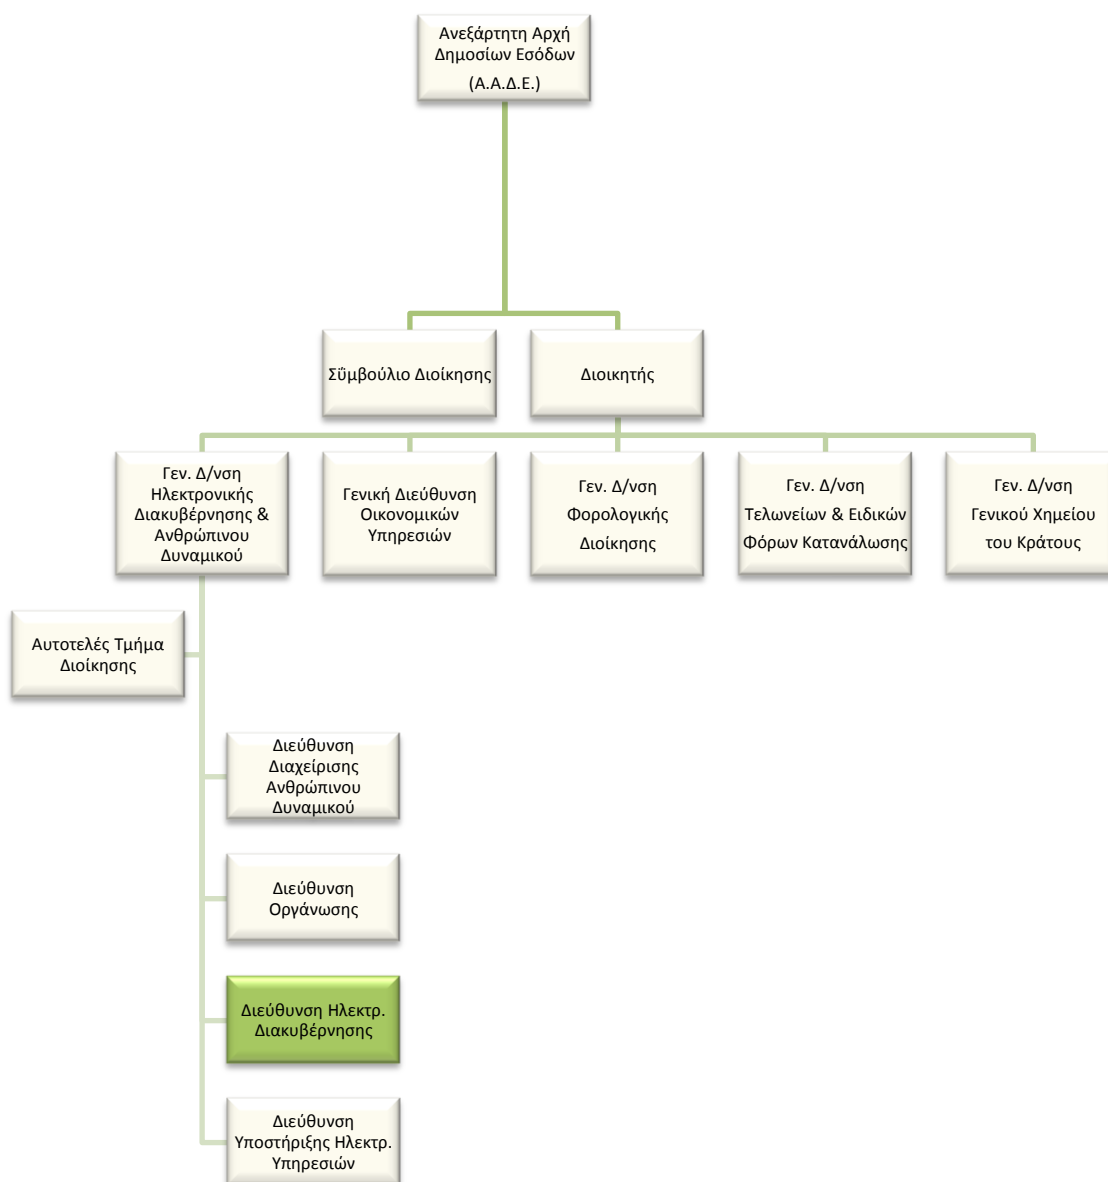 Ανεξάρτητη Αρχή
Δημοσίων Εσόδων
(Α.Α.Δ.Ε.)
Σΰμβούλιο Διοίκησης
Διοικητής
Γεν. Δ/νση
Ηλεκτρονικής
Διακυβέρνησης &
Ανθρώπινου
Δυναμικού
Γενική Διεύθυνση
Οικονομικών
Υπηρεσιών
Γεν. Δ/νση
Φορολογικής
Διοίκησης
Γεν. Δ/νση
Τελωνείων & Ειδικών
Φόρων Κατανάλωσης
Γεν. Δ/νση
Γενικού Χημείου
του Κράτους
Αυτοτελές Τμήμα
Διοίκησης
Διεύθυνση
Διαχείρισης
Ανθρώπινου
Δυναμικού
Διεύθυνση
Οργάνωσης
Διεύθυνση Ηλεκτρ.
Διακυβέρνησης
Διεύθυνση
Υποστήριξης Ηλεκτρ.
Υπηρεσιών